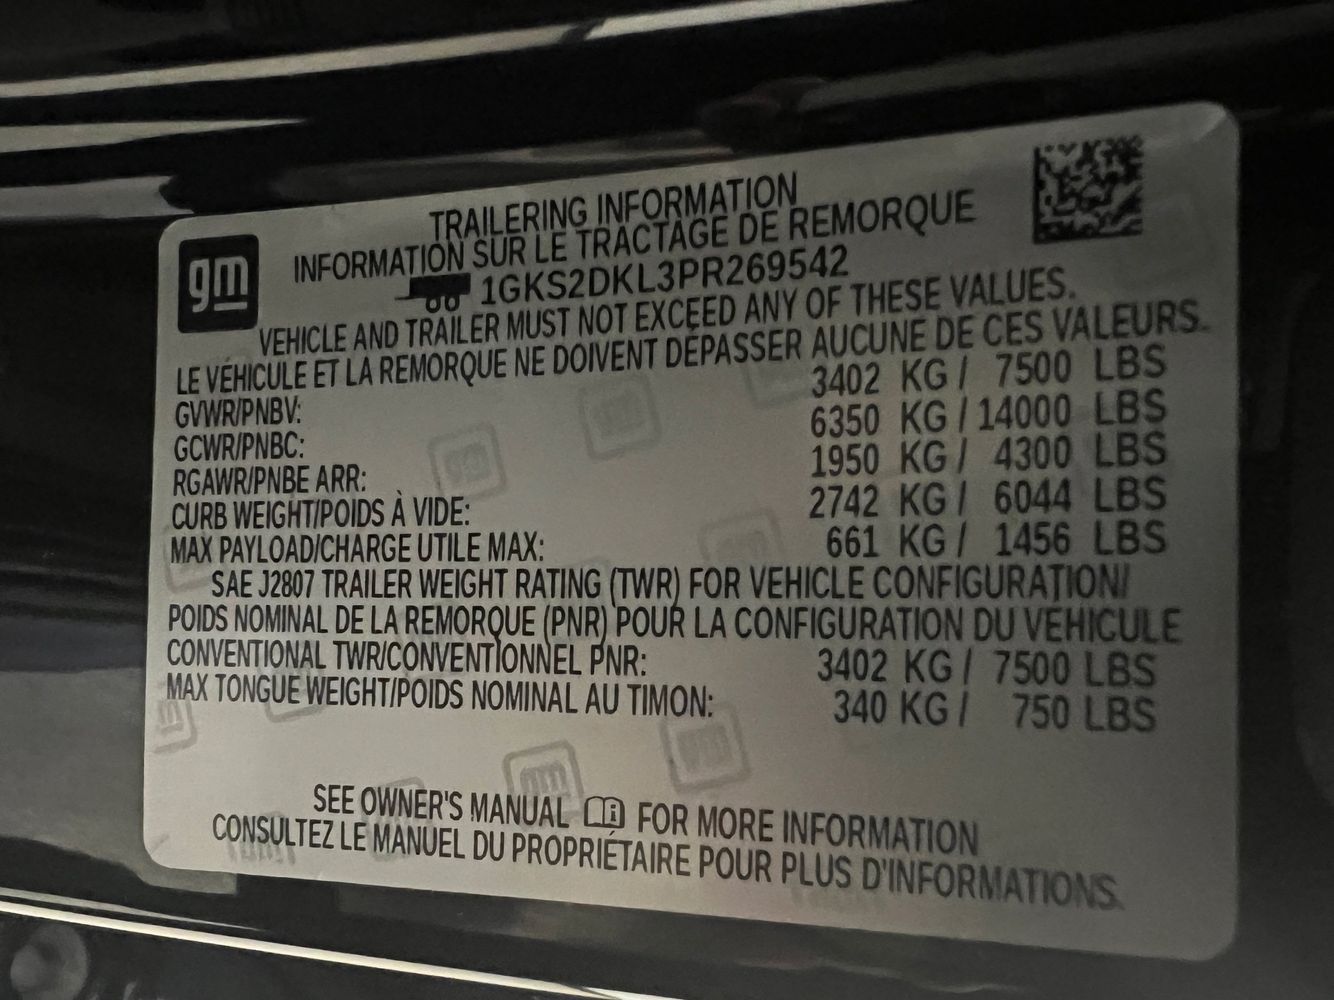 gm
TRAILERING INFORMATION
INFORMATION SUR LE TRACTAGE DE REMORQUE
1GKS2DKL3PR269542
VEHICLE AND TRAILER MUST NOT EXCEED ANY OF THESE VALUES.
LE VÉHICULE ET LA REMORQUE NE DOIVENT DÉPASSER AUCUNE DE CES VALEURS.
GVWR/PNBV: 3402 KG / 7500 LBS
GCWR/PNBC: 6350 KG / 14000 LBS
RGAWR/PNBE ARR: 1950 KG / 4300 LBS
CURB WEIGHT/POIDS À VIDE: 2742 KG / 6044 LBS
MAX PAYLOAD/CHARGE UTILE MAX: 661 KG / 1456 LBS
SAE J2807 TRAILER WEIGHT RATING (TWR) FOR VEHICLE CONFIGURATION/
POIDS NOMINAL DE LA REMORQUE (PNR) POUR LA CONFIGURATION DU VÉHICULE
CONVENTIONAL TWR/CONVENTIONNEL PNR: 3402 KG / 7500 LBS
MAX TONGUE WEIGHT/POIDS NOMINAL AU TIMON: 340 KG / 750 LBS
SEE OWNER'S MANUAL FOR MORE INFORMATION
CONSULTEZ LE MANUEL DU PROPRIÉTAIRE POUR PLUS D'INFORMATIONS.